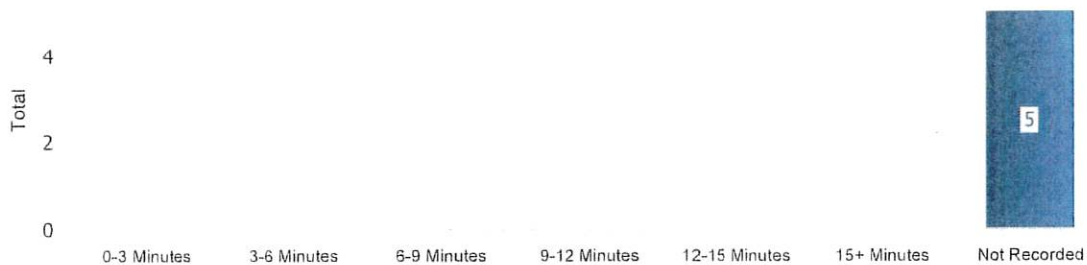 Total
4
2
0
5
0-3 Minutes
3-6 Minutes
6-9 Minutes
9-12 Minutes
12-15 Minutes
15+ Minutes
Not Recorded